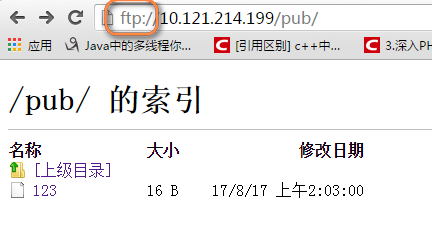 ftp://10.121.214.199/pub/
应用 Java中的多线程你... [引用区别] c++中... 3.深入PH
/pub/ 的索引
名称 大小 修改日期
[上级目录]
123 16 B 17/8/17 上午2:03:00